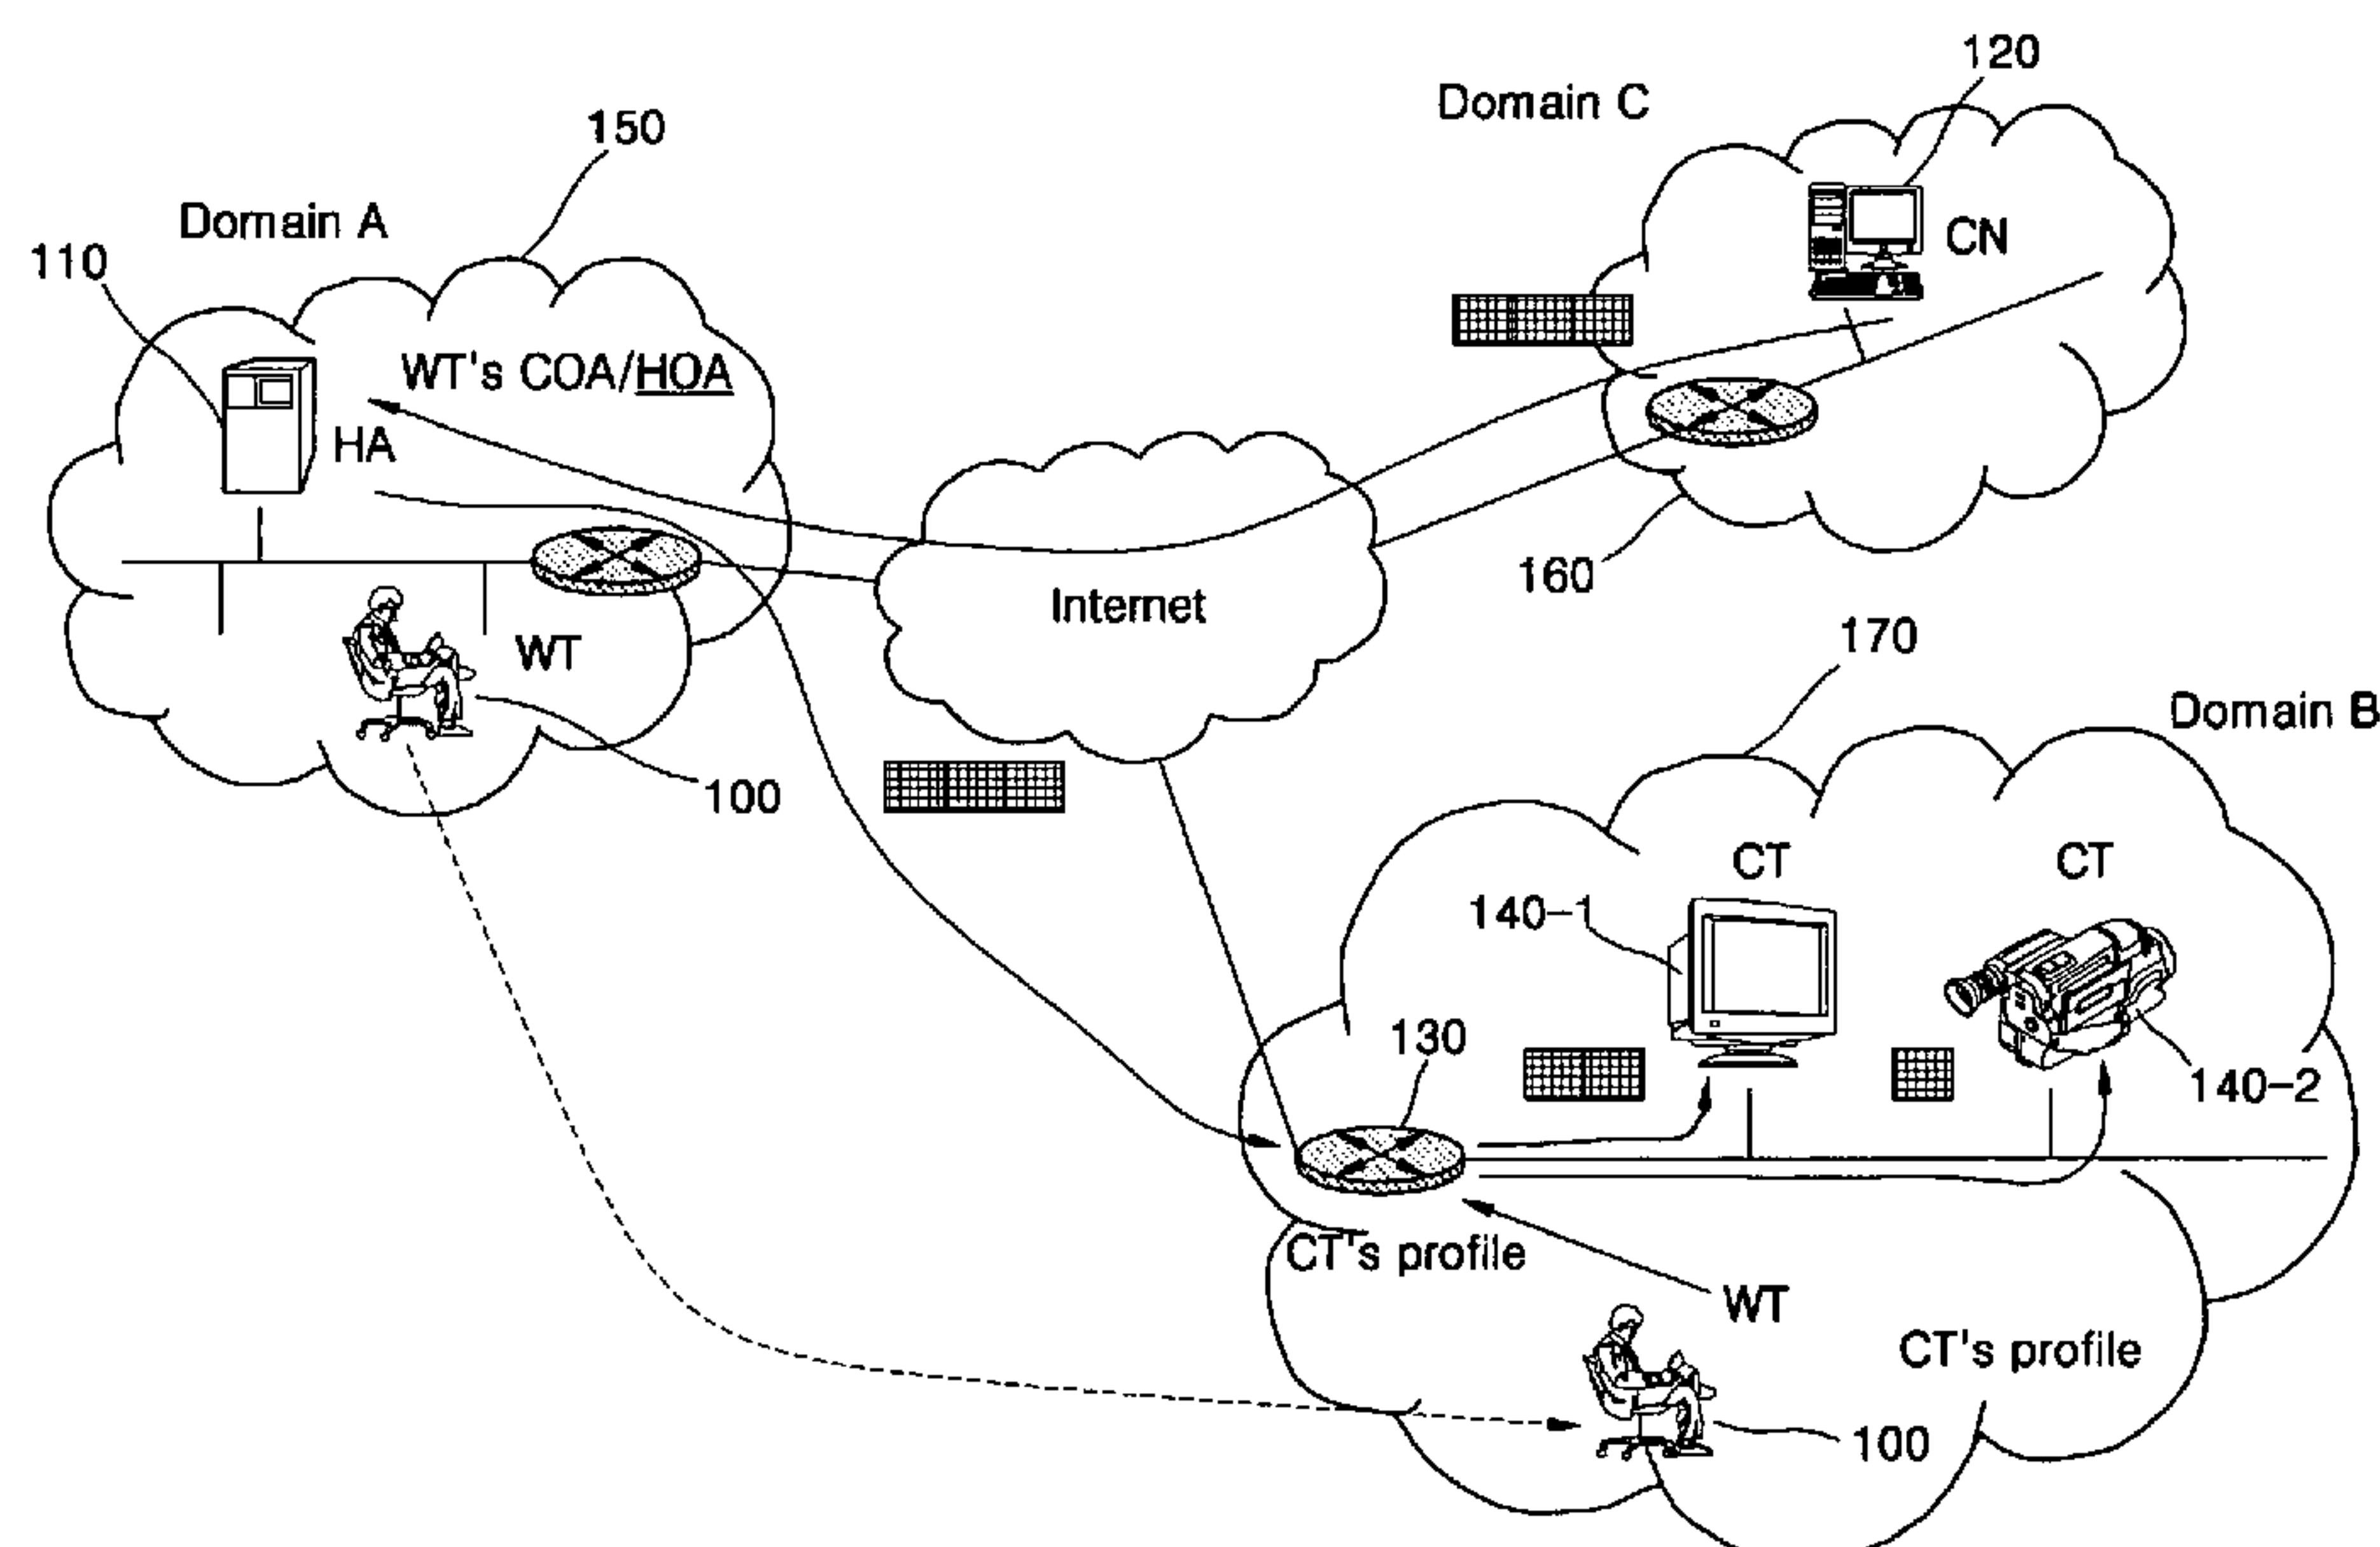 120
Domain C
150
Domain A
110
CN
WT's COA/HOA
HA
160
Internet
170
WT
Domain B
100
CT
CT
140-1
130
140-2
CT's profile
WT
CT's profile
100